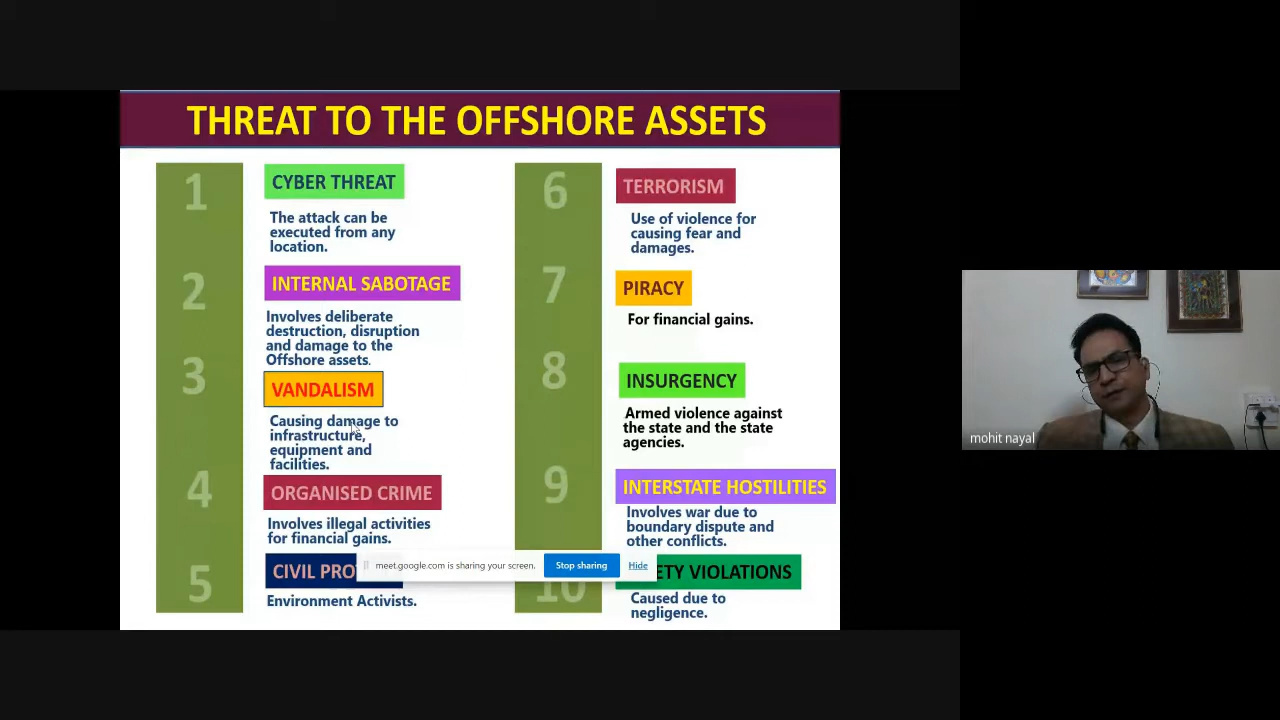 THREAT TO THE OFFSHORE ASSETS
1
CYBER THREAT
The attack can be
executed from any
location.
2
INTERNAL SABOTAGE
Involves deliberate
destruction, disruption
and damage to the
Offshore assets.
3
VANDALISM
Causing damage to
infrastructure,
equipment and
facilities.
4
ORGANISED CRIME
Involves illegal activities
for financial gains.
5
CIVIL
Environment Activists.
6
TERRORISM
Use of violence for
causing fear and
damages.
7
PIRACY
For financial gains.
8
INSURGENCY
Armed violence against
the state and the state
agencies.
9
INTERSTATE HOSTILITIES
Involves war due to
boundary dispute and
other conflicts.
10
VIOLATIONS
Caused due to
negligence.
meet.google.com is sharing your screen.
Stop sharing
Hide
mohit nayal